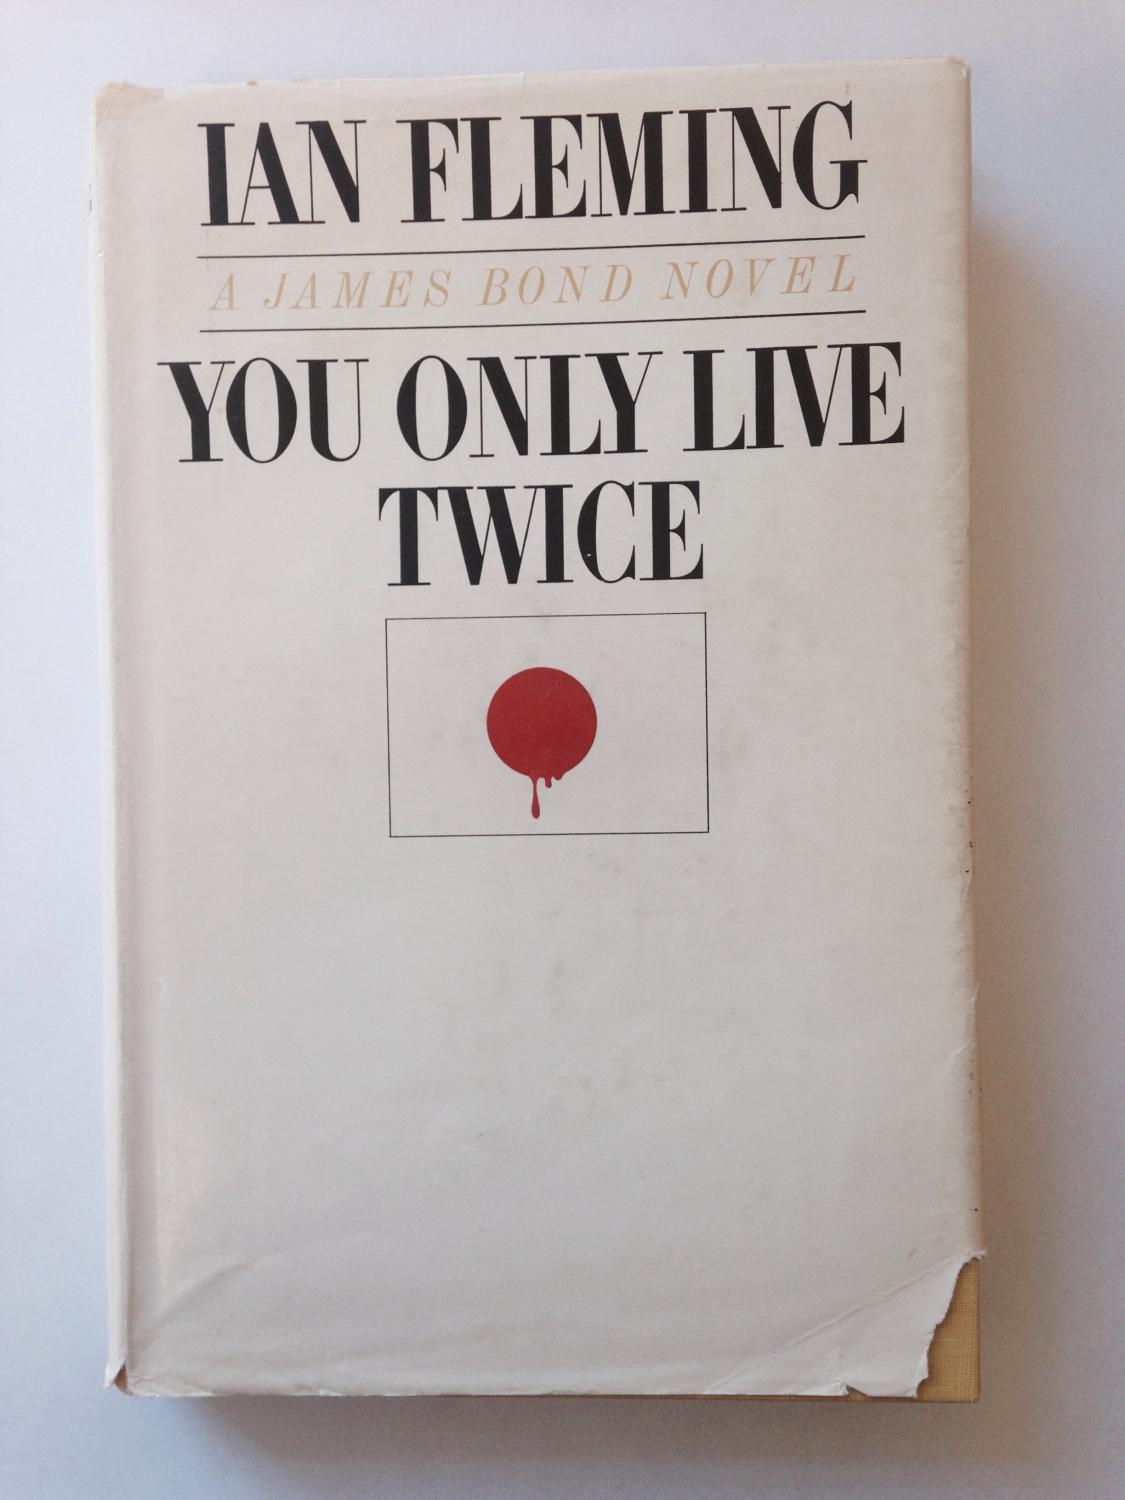 IAN FLEMING
A JAMES BOND NOVEL
YOU ONLY LIVE
TWICE